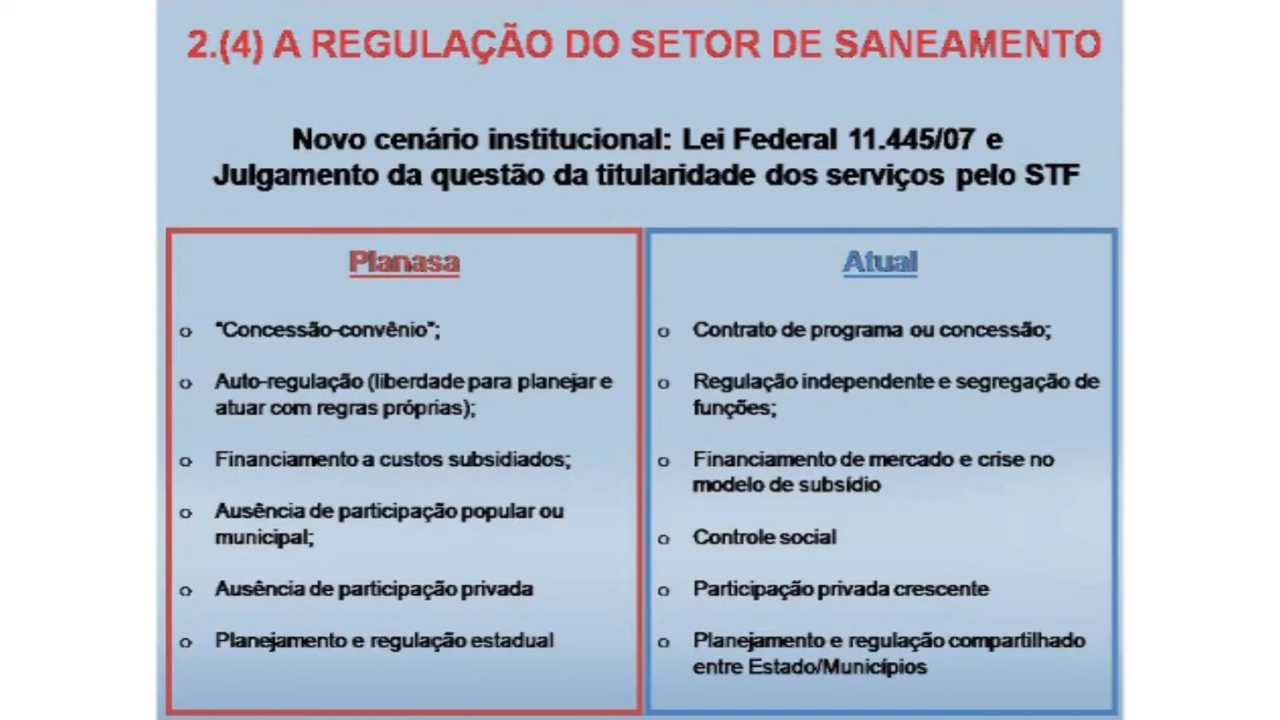 2.(4) A REGULAÇÃO DO SETOR DE SANEAMENTO
Novo cenário institucional: Lei Federal 11.445/07 e
Julgamento da questão da titularidade dos serviços pelo STF
Planasa
o "Concessão-convênio";
o Auto-regulação (liberdade para planejar e
atuar com regras próprias);
o Financiamento a custos subsidiados;
o Ausência de participação popular ou
municipal;
o Ausência de participação privada
o Planejamento e regulação estadual
Atual
o Contrato de programa ou concessão;
o Regulação independente e segregação de
funções;
o Financiamento de mercado e crise no
modelo de subsídio
o Controle social
o Participação privada crescente
o Planejamento e regulação compartilhado
entre Estado/Municípios